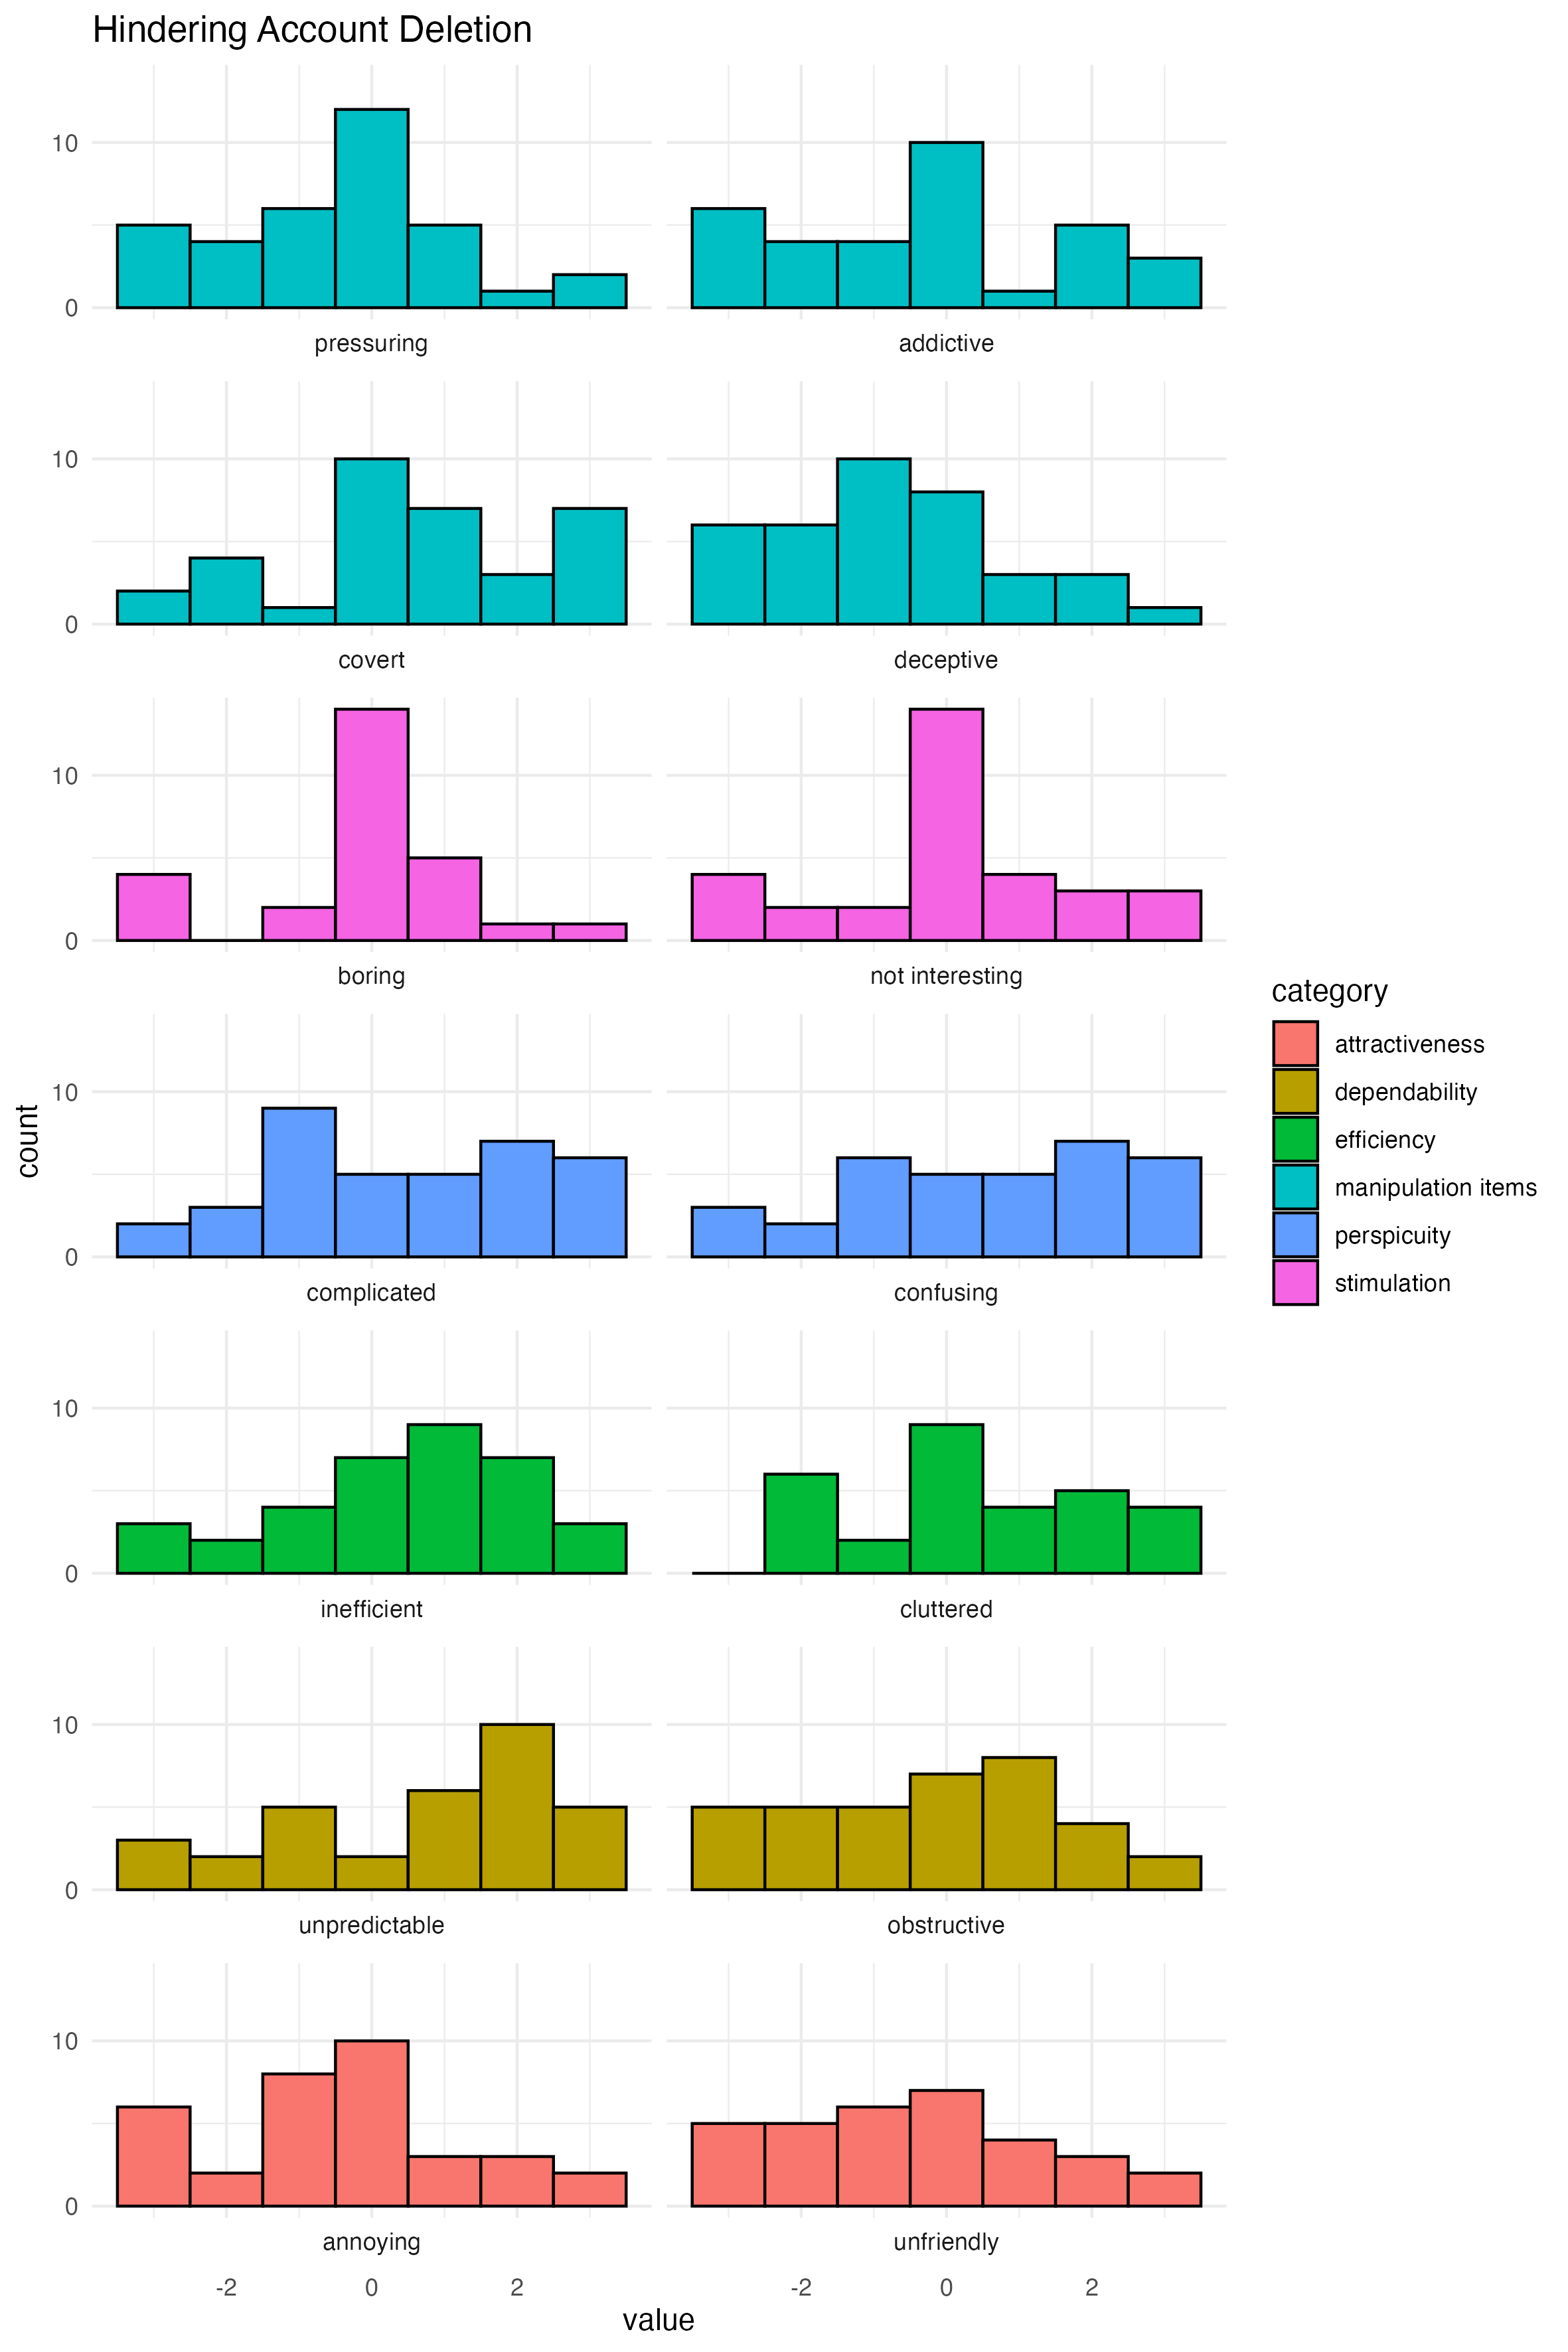 Hindering Account Deletion
10
0
pressuring
addictive
10
0
covert
deceptive
10
0
boring
not interesting
category
attractiveness
dependability
efficiency
manipulation items
perspicuity
stimulation
count
10
0
complicated
confusing
10
0
inefficient
cluttered
10
0
unpredictable
obstructive
10
0
annoying
unfriendly
-2 0 2
-2 0 2
value